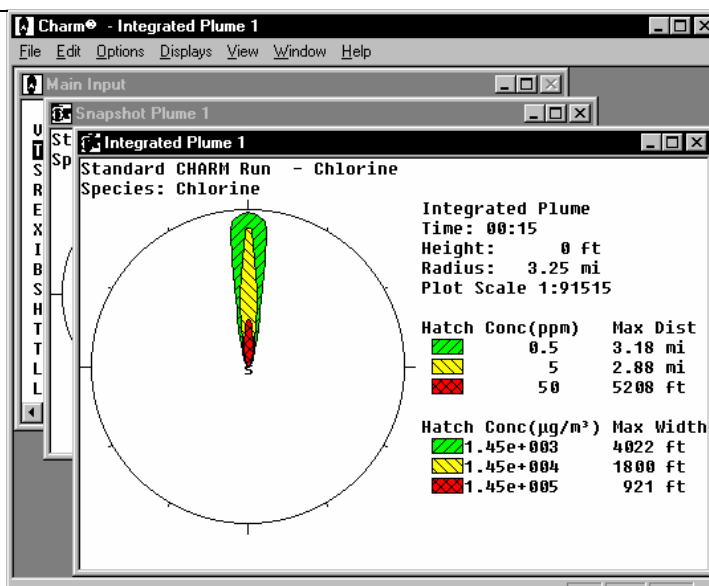 Charm® - Integrated Plume 1
File Edit Options Displays View Window Help
Main Input
Snapshot Plume 1
V
T
S
R
E
X
I
B
S
H
T
T
L
L
St
Sp
Integrated Plume 1
Standard CHARM Run - Chlorine
Species: Chlorine
S
Integrated Plume
Time: 00:15
Height: 0 ft
Radius: 3.25 mi
Plot Scale 1:91515
Hatch Conc(ppm) Max Dist
0.5 3.18 mi
5 2.88 mi
50 5208 ft
Hatch Conc(µg/m³) Max Width
1.45e+003 4022 ft
1.45e+004 1800 ft
1.45e+005 921 ft